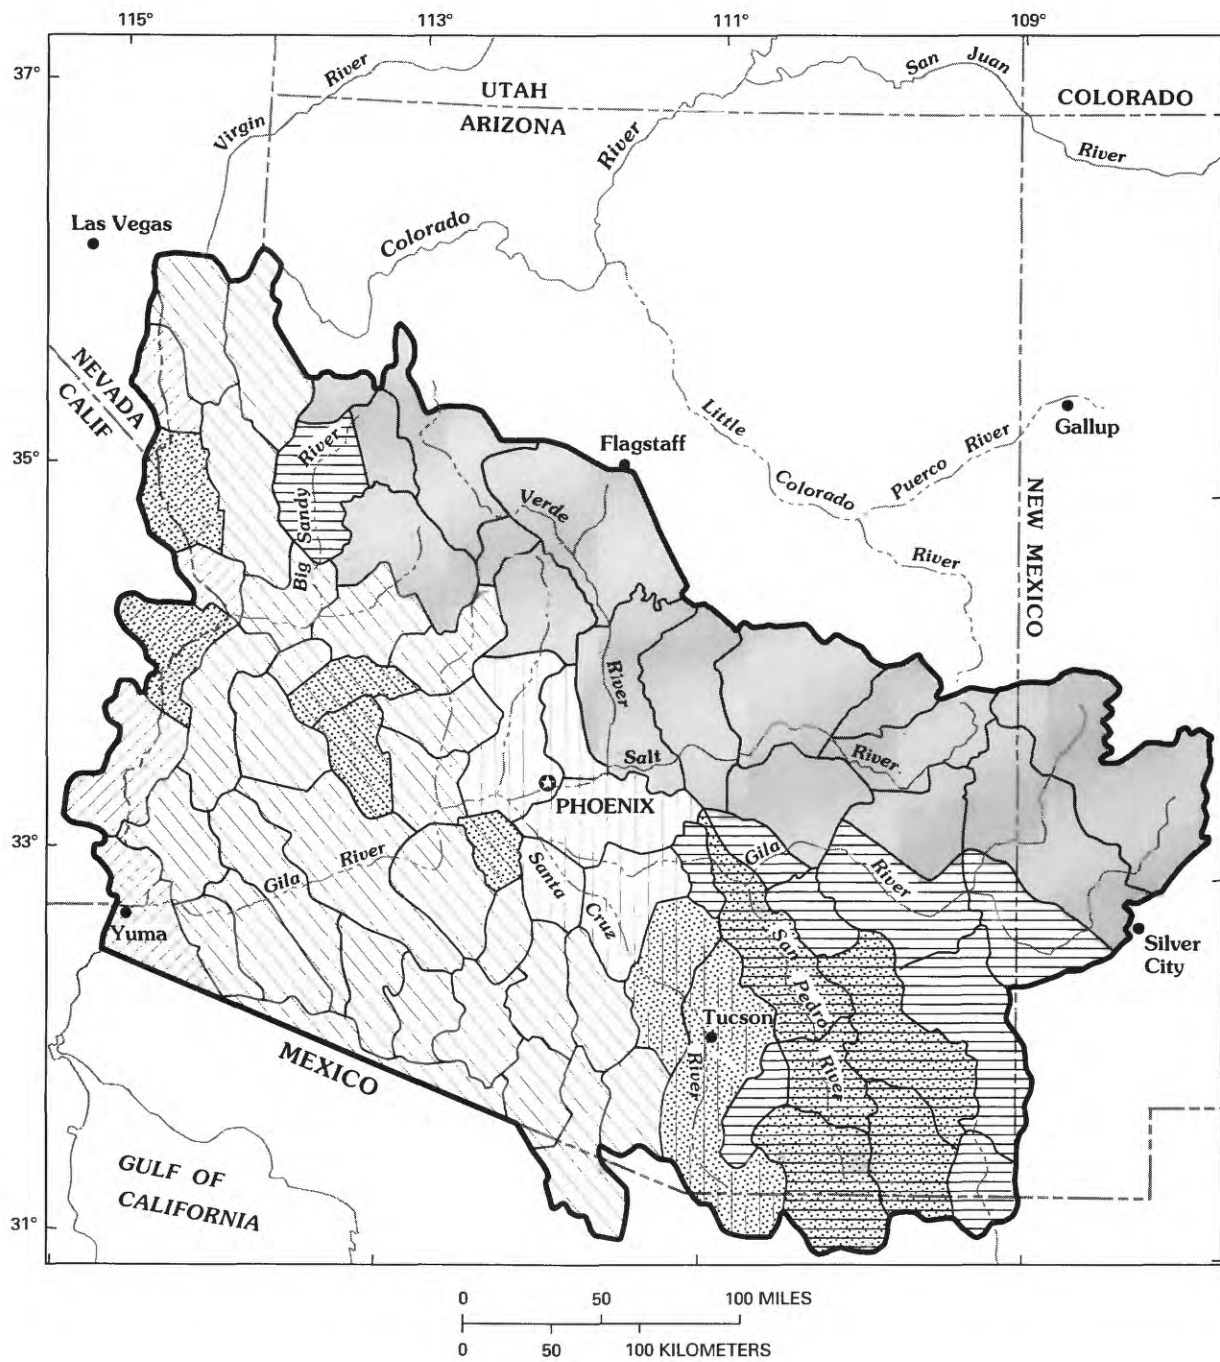 115° 113° 111° 109°
37°
Virgin River
UTAH
ARIZONA
San Juan
COLORADO
River
River
Las Vegas
Colorado
NEVADA
CALIF
Little
Colorado
River
Puerco River
Gallup
35°
Flagstaff
Big Sandy River
Verde
River
NEW MEXICO
Salt River
PHOENIX
33°
Gila River
Gila River
Santa Cruz
River
San Pedro River
Yuma
Tucson
Silver
City
MEXICO
GULF OF
CALIFORNIA
31°
0 50 100 MILES
0 50 100 KILOMETERS